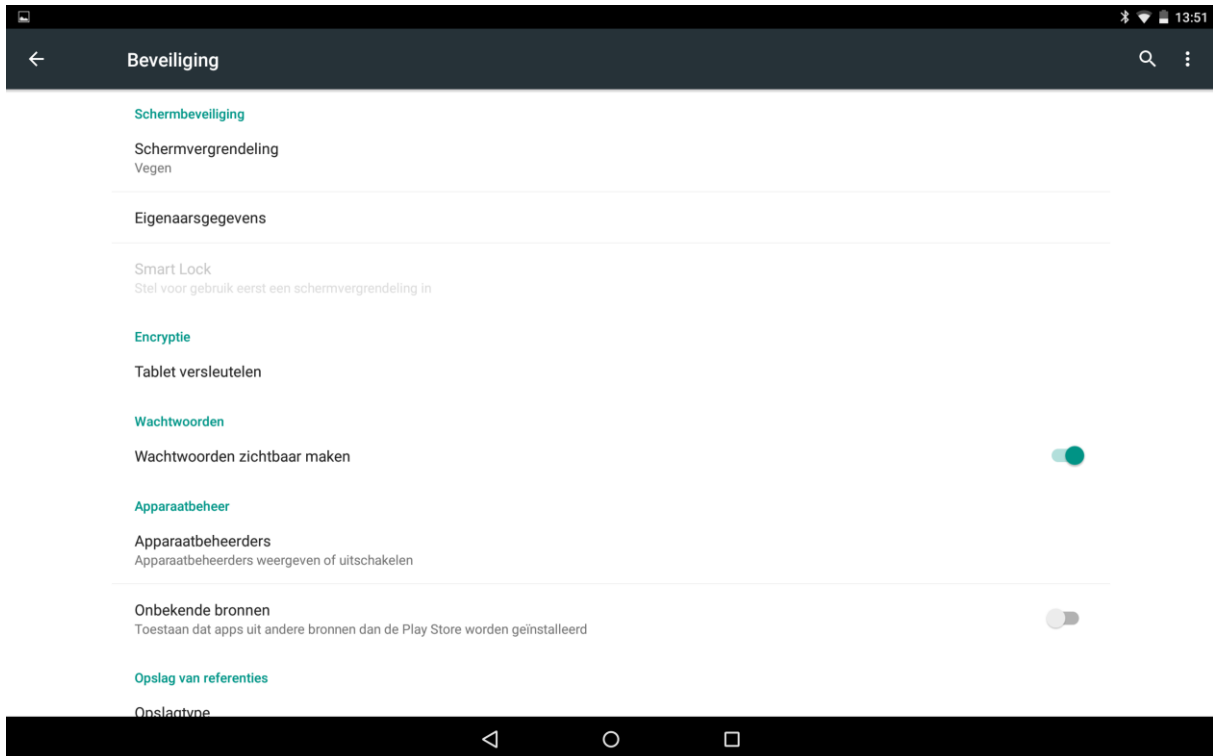 13:51
Beveiliging
Schermbeveiliging
Schermvergrendeling
Vegen
Eigenaarsgegevens
Smart Lock
Stel voor gebruik eerst een schermvergrendeling in
Encryptie
Tablet versleutelen
Wachtwoorden
Wachtwoorden zichtbaar maken
Apparaatbeheer
Apparaatbeheerders
Apparaatbeheerders weergeven of uitschakelen
Onbekende bronnen
Toestaan dat apps uit andere bronnen dan de Play Store worden geïnstalleerd
Opslag van referenties
Opslagtype